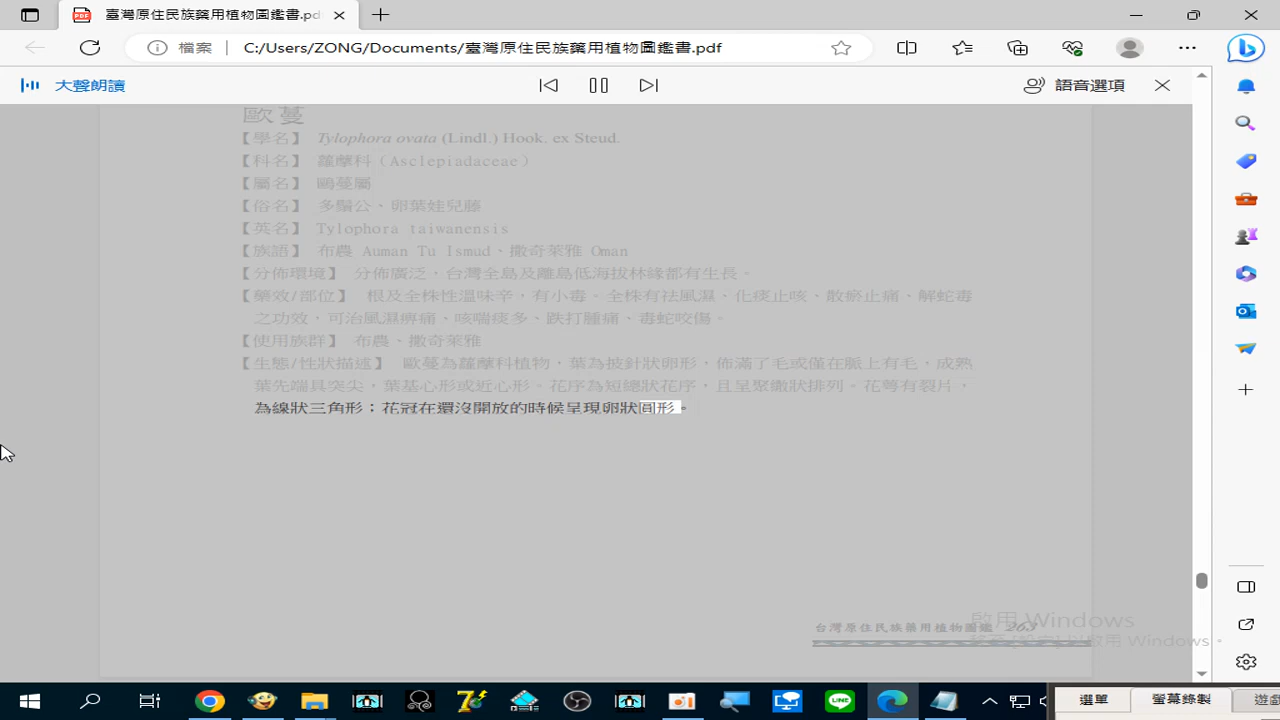 臺灣原住民族藥用植物圖鑑書.pd
檔案 C:/Users/ZONG/Documents/臺灣原住民族藥用植物圖鑑書.pdf
大聲朗讀
語音選項
歐蔓
【學名】 Tylophora ovata (Lindl.) Hook. ex Steud.
【科名】 蘿藦科（Asclepiadaceae）
【屬名】 鷗蔓屬
【俗名】 多鬚公、卵葉娃兒藤
【英名】 Tylophora taiwanensis
【族語】 布農 Auman Tu Ismud、撒奇萊雅 Oman
【分佈環境】 分佈廣泛，台灣全島及離島低海拔林緣都有生長。
【藥效/部位】 根及全株性溫味辛，有小毒。全株有祛風濕、化痰止咳、散瘀止痛、解蛇毒
之功效，可治風濕痹痛、咳喘痰多、跌打腫痛、毒蛇咬傷。
【使用族群】 布農、撒奇萊雅
【生態/性狀描述】 歐蔓為蘿藦科植物，葉為披針狀卵形，佈滿了毛或僅在脈上有毛，成熟
葉先端具突尖，葉基心形或近心形。花序為短總狀花序，且呈聚繖狀排列。花萼有裂片，
為線狀三角形；花冠在還沒開放的時候呈現卵狀圓形。
台灣原住民族藥用植物圖鑑 263
啟用 Windows
移至 [設定] 以啟用 Windows。
選單
螢幕錄製
遊戲